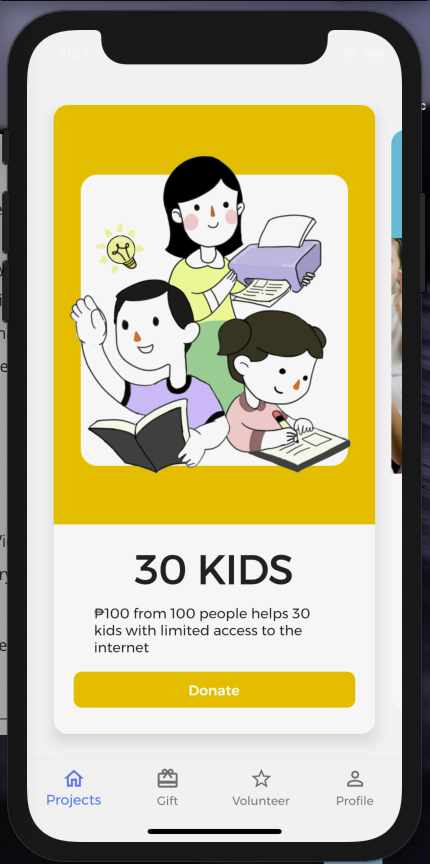 4:27
30 KIDS
₱100 from 100 people helps 30
kids with limited access to the
internet
Donate
Projects
Gift
Volunteer
Profile